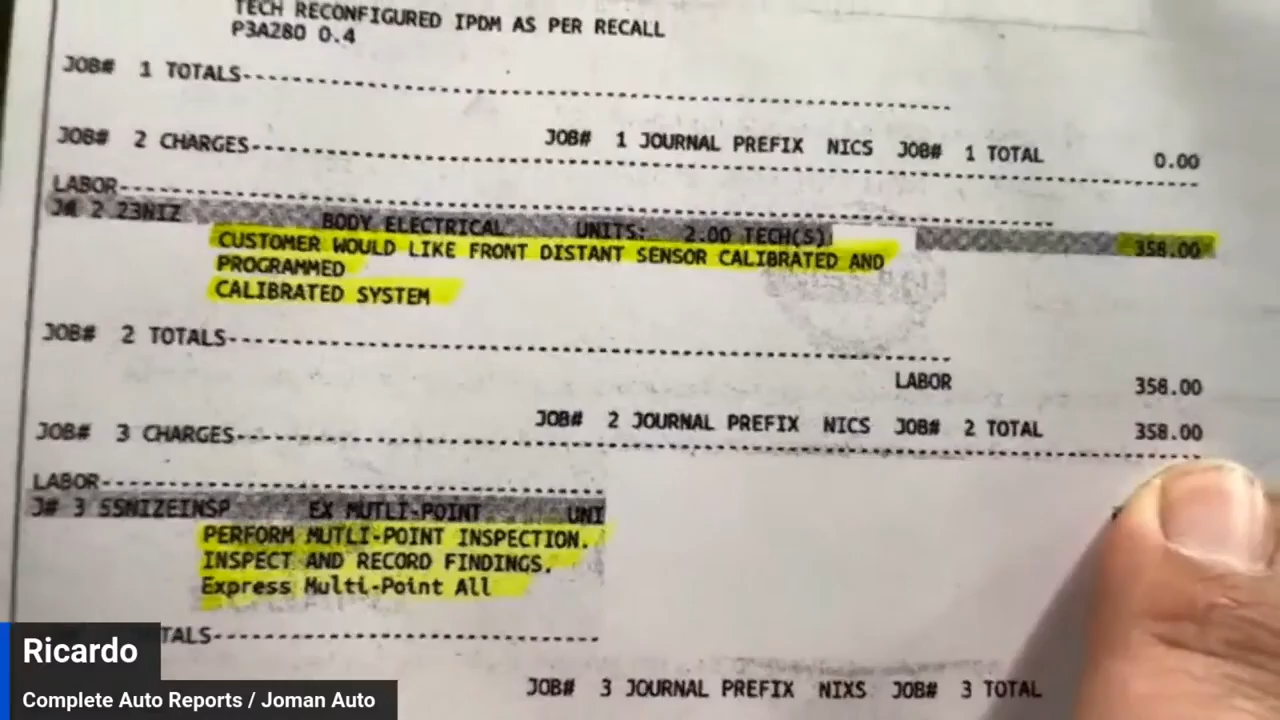 TECH RECONFIGURED IPDM AS PER RECALL
P3A280 0.4
JOB# 1 TOTALS
JOB# 1 JOURNAL PREFIX NICS JOB# 1 TOTAL 0.00
JOB# 2 CHARGES
LABOR
J# 2 23NIZ BODY ELECTRICAL UNITS: 2.00 TECH(S) 358.00
CUSTOMER WOULD LIKE FRONT DISTANT SENSOR CALIBRATED AND
PROGRAMMED
CALIBRATED SYSTEM
JOB# 2 TOTALS
LABOR 358.00
JOB# 2 JOURNAL PREFIX NICS JOB# 2 TOTAL 358.00
JOB# 3 CHARGES
LABOR
J# 3 SSNIZEINSP EX MUTLI-POINT UNI
PERFORM MUTLI-POINT INSPECTION.
INSPECT AND RECORD FINDINGS.
Express Multi-Point All
TALS
JOB# 3 JOURNAL PREFIX NIXS JOB# 3 TOTAL
Ricardo
Complete Auto Reports / Joman Auto